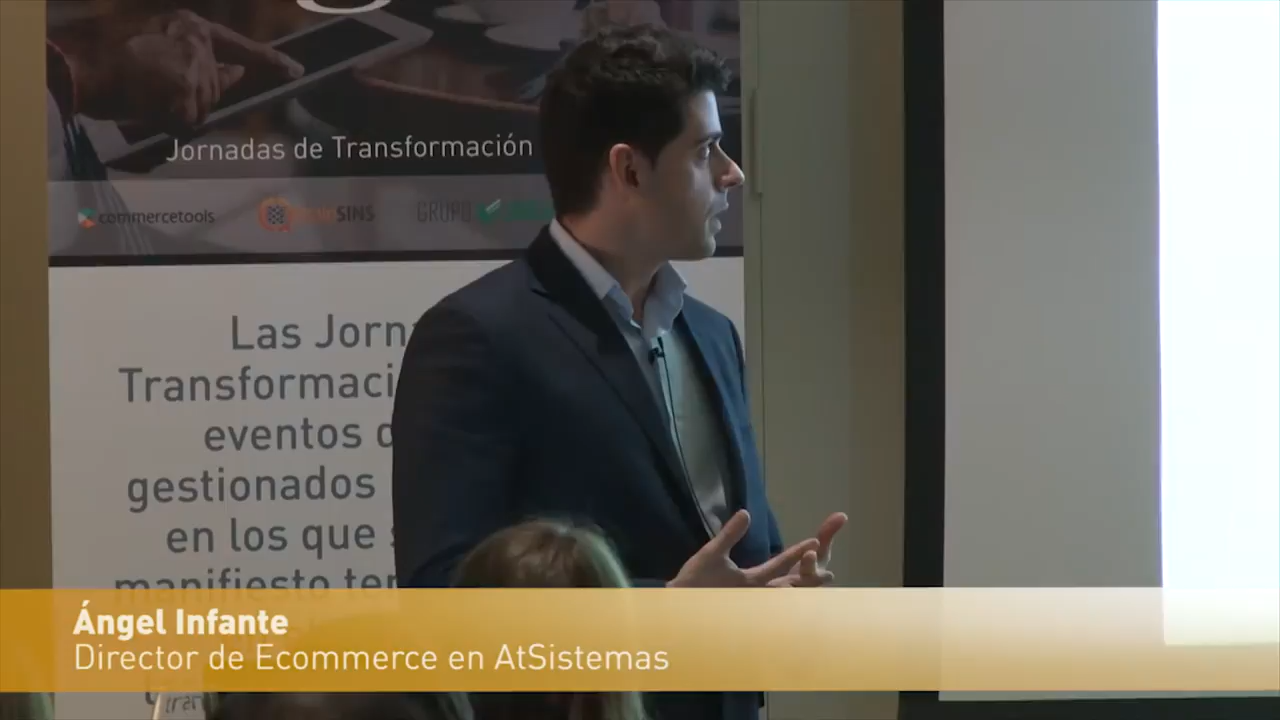 Jornadas de Transformación
commercetools
SINS
GRUPO
Las Jorn
Transformaci
eventos
gestionados
en los que
manifiesto
Ángel Infante
Director de Ecommerce en AtSistemas